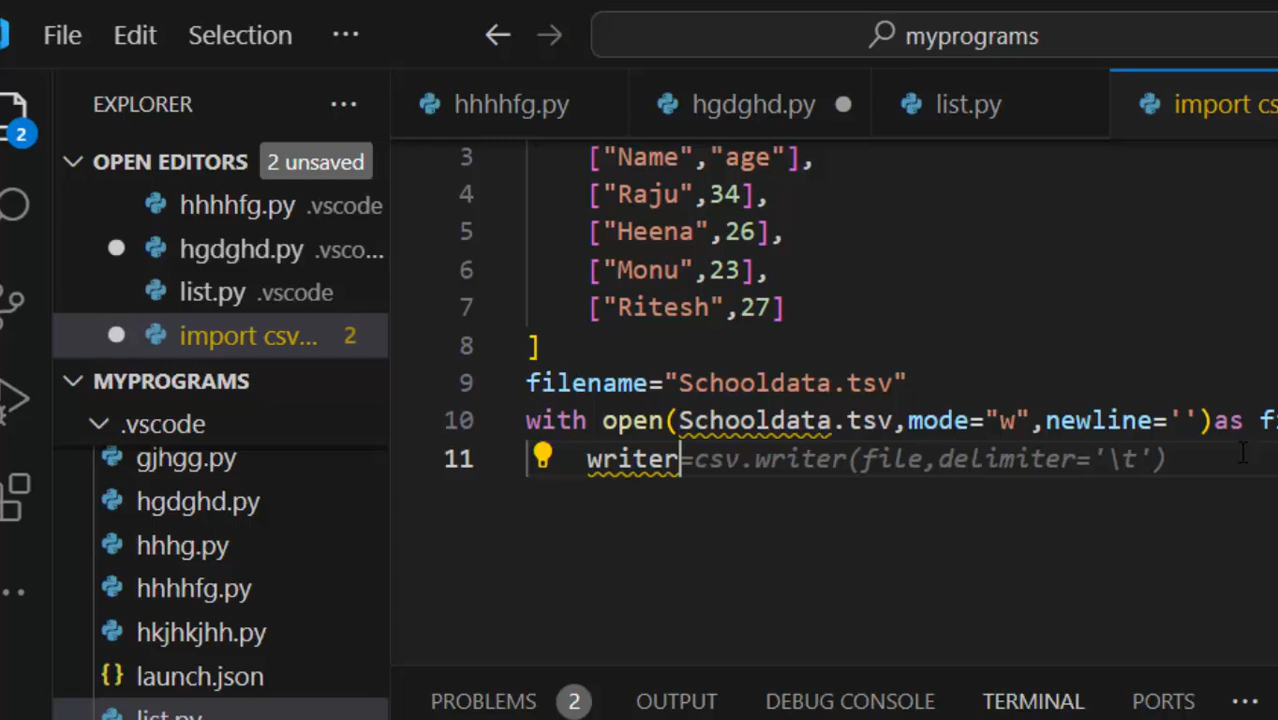 File Edit Selection ··· myprograms
EXPLORER ··· hhhhfg.py hgdghd.py list.py import cs
2
OPEN EDITORS 2 unsaved
hhhhfg.py .vscode
hgdghd.py .vsco...
list.py .vscode
import csv... 2
MYPROGRAMS
.vscode
gjhgg.py
hgdghd.py
hhhg.py
hhhhfg.py
hkjhkjhh.py
{} launch.json
list.py
3 ["Name","age"],
4 ["Raju",34],
5 ["Heena",26],
6 ["Monu",23],
7 ["Ritesh",27]
8 ]
9 filename="Schooldata.tsv"
10 with open(Schooldata.tsv,mode="w",newline='')as fi
11 writer=csv.writer(file,delimiter='\t')
PROBLEMS 2 OUTPUT DEBUG CONSOLE TERMINAL PORTS ···